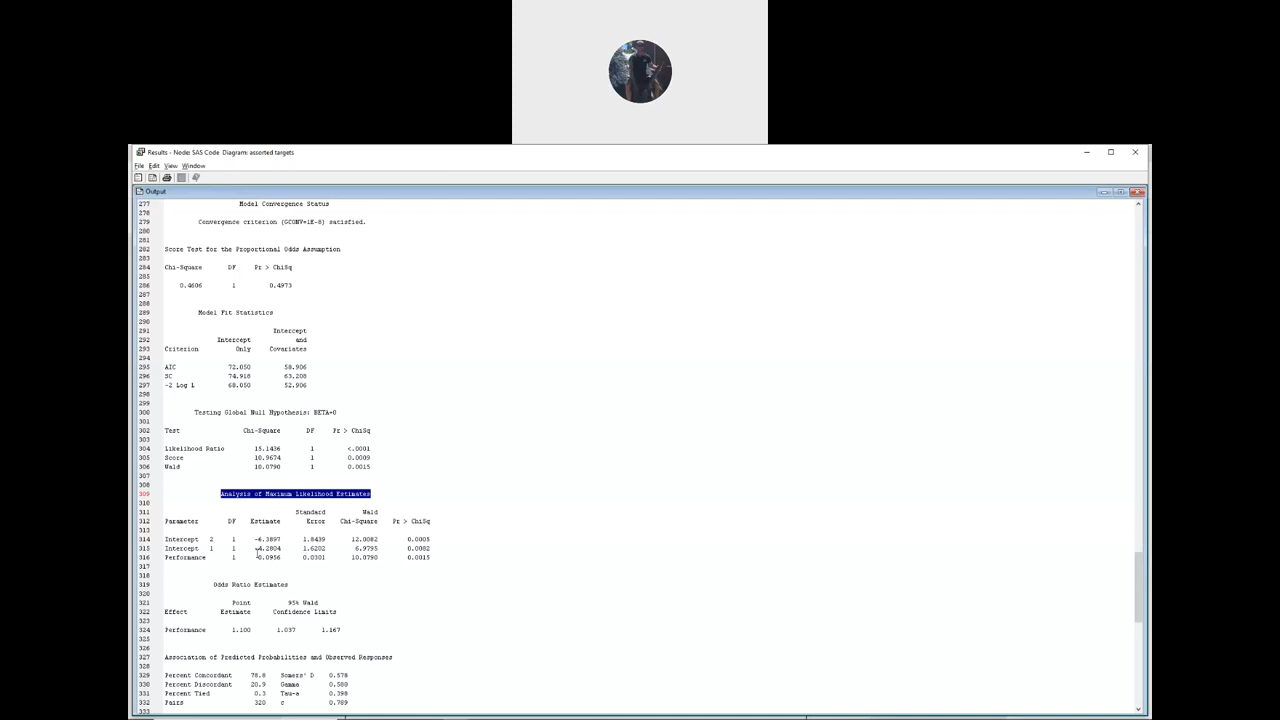 Results - Node: SAS Code Diagram: assorted targets
File Edit View Window
Output
277 Model Convergence Status
278
279 Convergence criterion (GCONV=1E-8) satisfied.
280
281
282 Score Test for the Proportional Odds Assumption
283
284 Chi-Square DF Pr > ChiSq
285
286 0.4606 1 0.4973
287
288
289 Model Fit Statistics
290
291 Intercept
292 Intercept and
293 Criterion Only Covariates
294
295 AIC 72.050 58.906
296 SC 74.918 63.208
297 -2 Log L 68.050 52.906
298
299
300 Testing Global Null Hypothesis: BETA=0
301
302 Test Chi-Square DF Pr > ChiSq
303
304 Likelihood Ratio 15.1436 1 <.0001
305 Score 10.9674 1 0.0009
306 Wald 10.0790 1 0.0015
307
308
309 Analysis of Maximum Likelihood Estimates
310
311 Standard Wald
312 Parameter DF Estimate Error Chi-Square Pr > ChiSq
313
314 Intercept 2 1 -6.3897 1.8439 12.0082 0.0005
315 Intercept 1 1 -4.2804 1.6202 6.9795 0.0082
316 Performance 1 0.0956 0.0301 10.0790 0.0015
317
318
319 Odds Ratio Estimates
320
321 Point 95% Wald
322 Effect Estimate Confidence Limits
323
324 Performance 1.100 1.037 1.167
325
326
327 Association of Predicted Probabilities and Observed Responses
328
329 Percent Concordant 78.8 Somers' D 0.578
330 Percent Discordant 20.9 Gamma 0.580
331 Percent Tied 0.3 Tau-a 0.398
332 Pairs 320 c 0.789
333